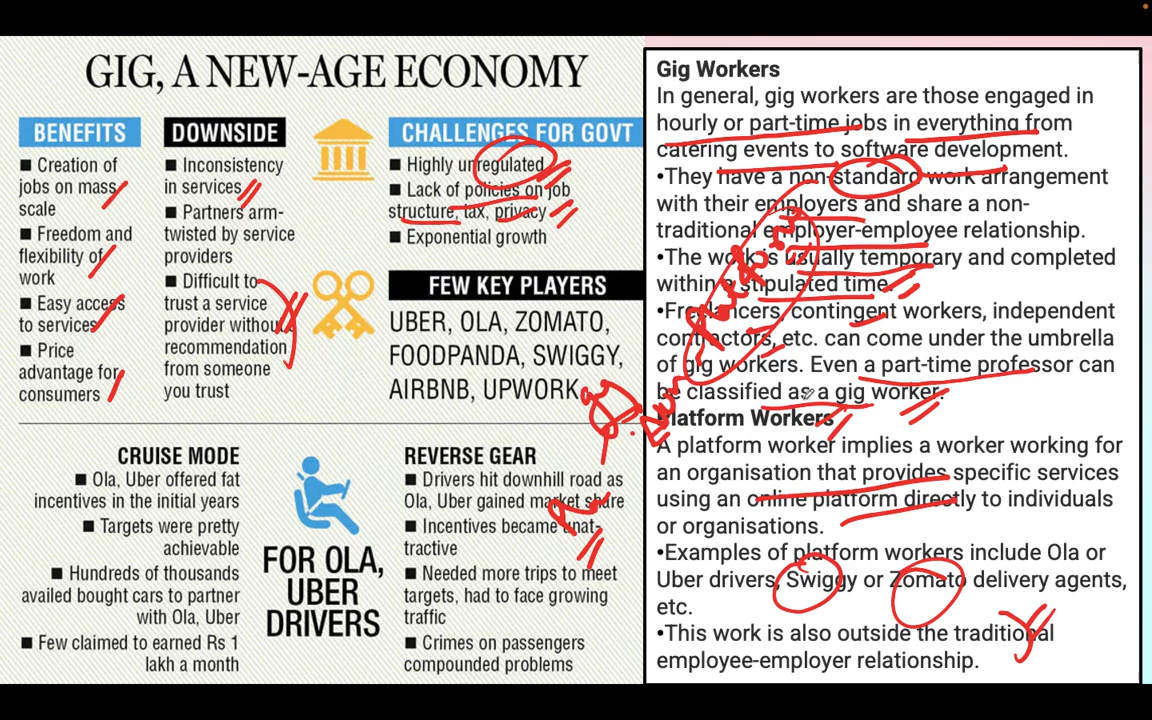 GIG, A NEW-AGE ECONOMY
BENEFITS
■ Creation of
jobs on mass
scale
■ Freedom and
flexibility of
work
■ Easy access
to services
■ Price
advantage for
consumers
DOWNSIDE
■ Inconsistency
in services
■ Partners arm-
twisted by service
providers
■ Difficult to
trust a service
provider without
recommendation
from someone
you trust
CHALLENGES FOR GOVT
■ Highly unregulated
■ Lack of policies on job
structure, tax, privacy
■ Exponential growth
FEW KEY PLAYERS
UBER, OLA, ZOMATO,
FOODPANDA, SWIGGY,
AIRBNB, UPWORK
CRUISE MODE
■ Ola, Uber offered fat
incentives in the initial years
■ Targets were pretty
achievable
■ Hundreds of thousands
availed bought cars to partner
with Ola, Uber
■ Few claimed to earned Rs 1
lakh a month
FOR OLA,
UBER
DRIVERS
REVERSE GEAR
■ Drivers hit downhill road as
Ola, Uber gained market share
■ Incentives became unat-
tractive
■ Needed more trips to meet
targets, had to face growing
traffic
■ Crimes on passengers
compounded problems
Gig Workers
In general, gig workers are those engaged in
hourly or part-time jobs in everything from
catering events to software development.
•They have a non-standard work arrangement
with their employers and share a non-
traditional employer-employee relationship.
•The work is usually temporary and completed
within a stipulated time.
•Freelancers, contingent workers, independent
contractors, etc. can come under the umbrella
of gig workers. Even a part-time professor can
be classified as a gig worker.
Platform Workers
A platform worker implies a worker working for
an organisation that provides specific services
using an online platform directly to individuals
or organisations.
•Examples of platform workers include Ola or
Uber drivers, Swiggy or Zomato delivery agents,
etc.
•This work is also outside the traditional
employee-employer relationship.